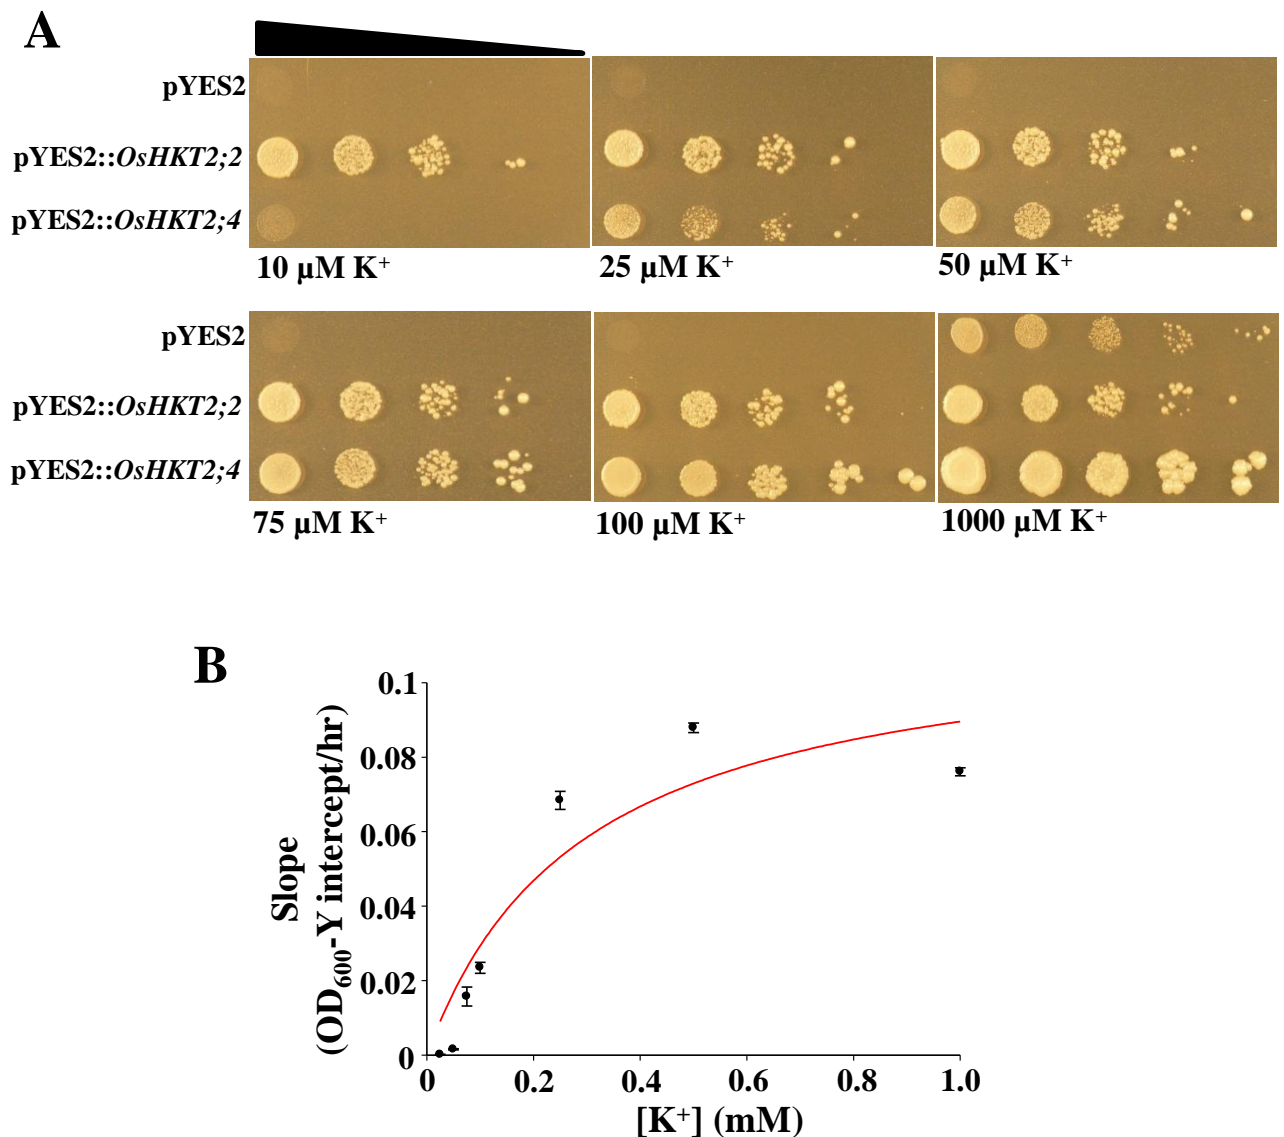 A
pYES2
pYES2::OsHKT2;2
pYES2::OsHKT2;4
10 µM K⁺
25 µM K⁺
50 µM K⁺
pYES2
pYES2::OsHKT2;2
pYES2::OsHKT2;4
75 µM K⁺
100 µM K⁺
1000 µM K⁺
B
Slope
(OD₆₀₀-Y intercept/hr)
0.1
0.08
0.06
0.04
0.02
0
0 0.2 0.4 0.6 0.8 1.0
[K⁺] (mM)